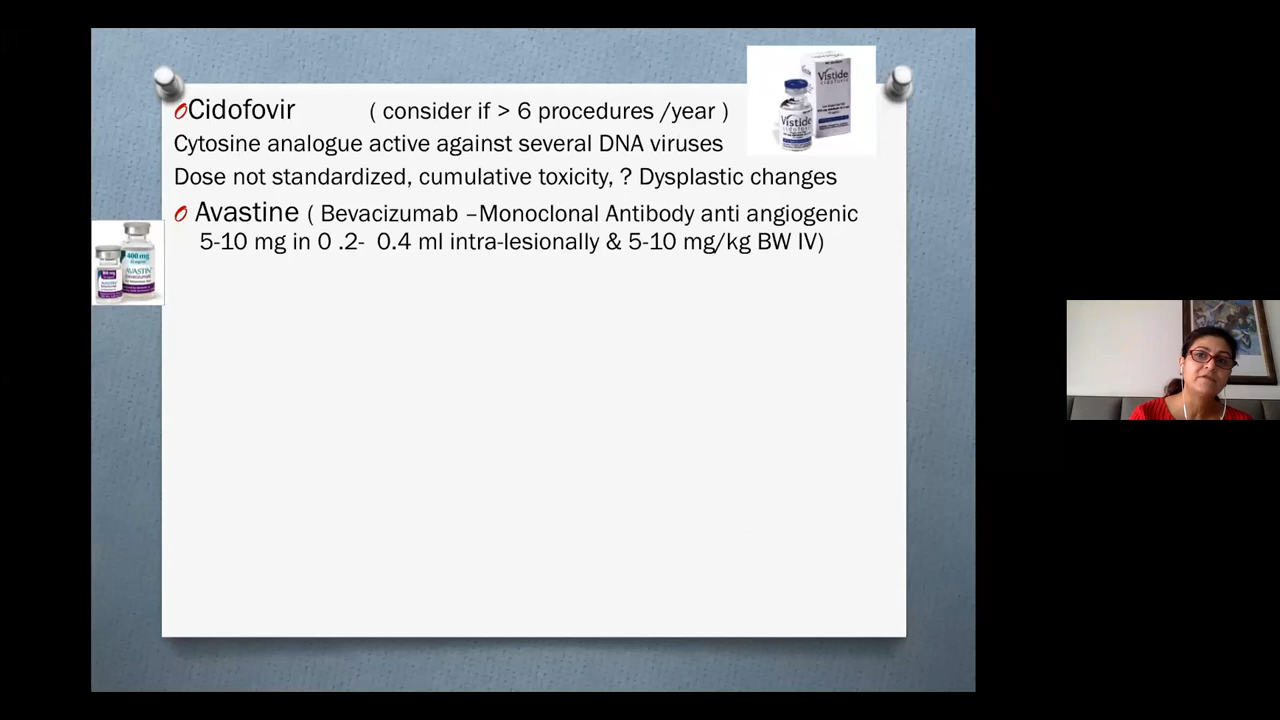 Cidofovir ( consider if > 6 procedures /year )
Cytosine analogue active against several DNA viruses
Dose not standardized, cumulative toxicity, ? Dysplastic changes
Avastine ( Bevacizumab –Monoclonal Antibody anti angiogenic
5-10 mg in 0 .2- 0.4 ml intra-lesionally & 5-10 mg/kg BW IV)
Vistide
Vistide
400 mg
AVASTIN